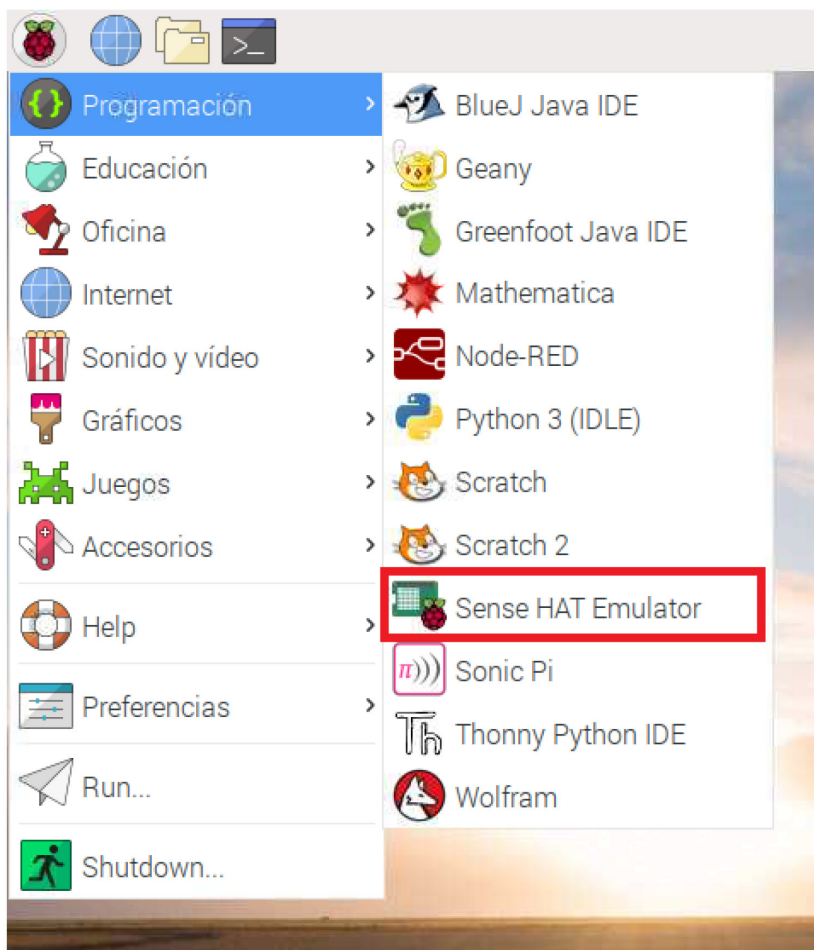 Programación
Educación
Oficina
Internet
Sonido y vídeo
Gráficos
Juegos
Accesorios
Help
Preferencias
Run...
Shutdown...
BlueJ Java IDE
Geany
Greenfoot Java IDE
Mathematica
Node-RED
Python 3 (IDLE)
Scratch
Scratch 2
Sense HAT Emulator
Sonic Pi
Thonny Python IDE
Wolfram